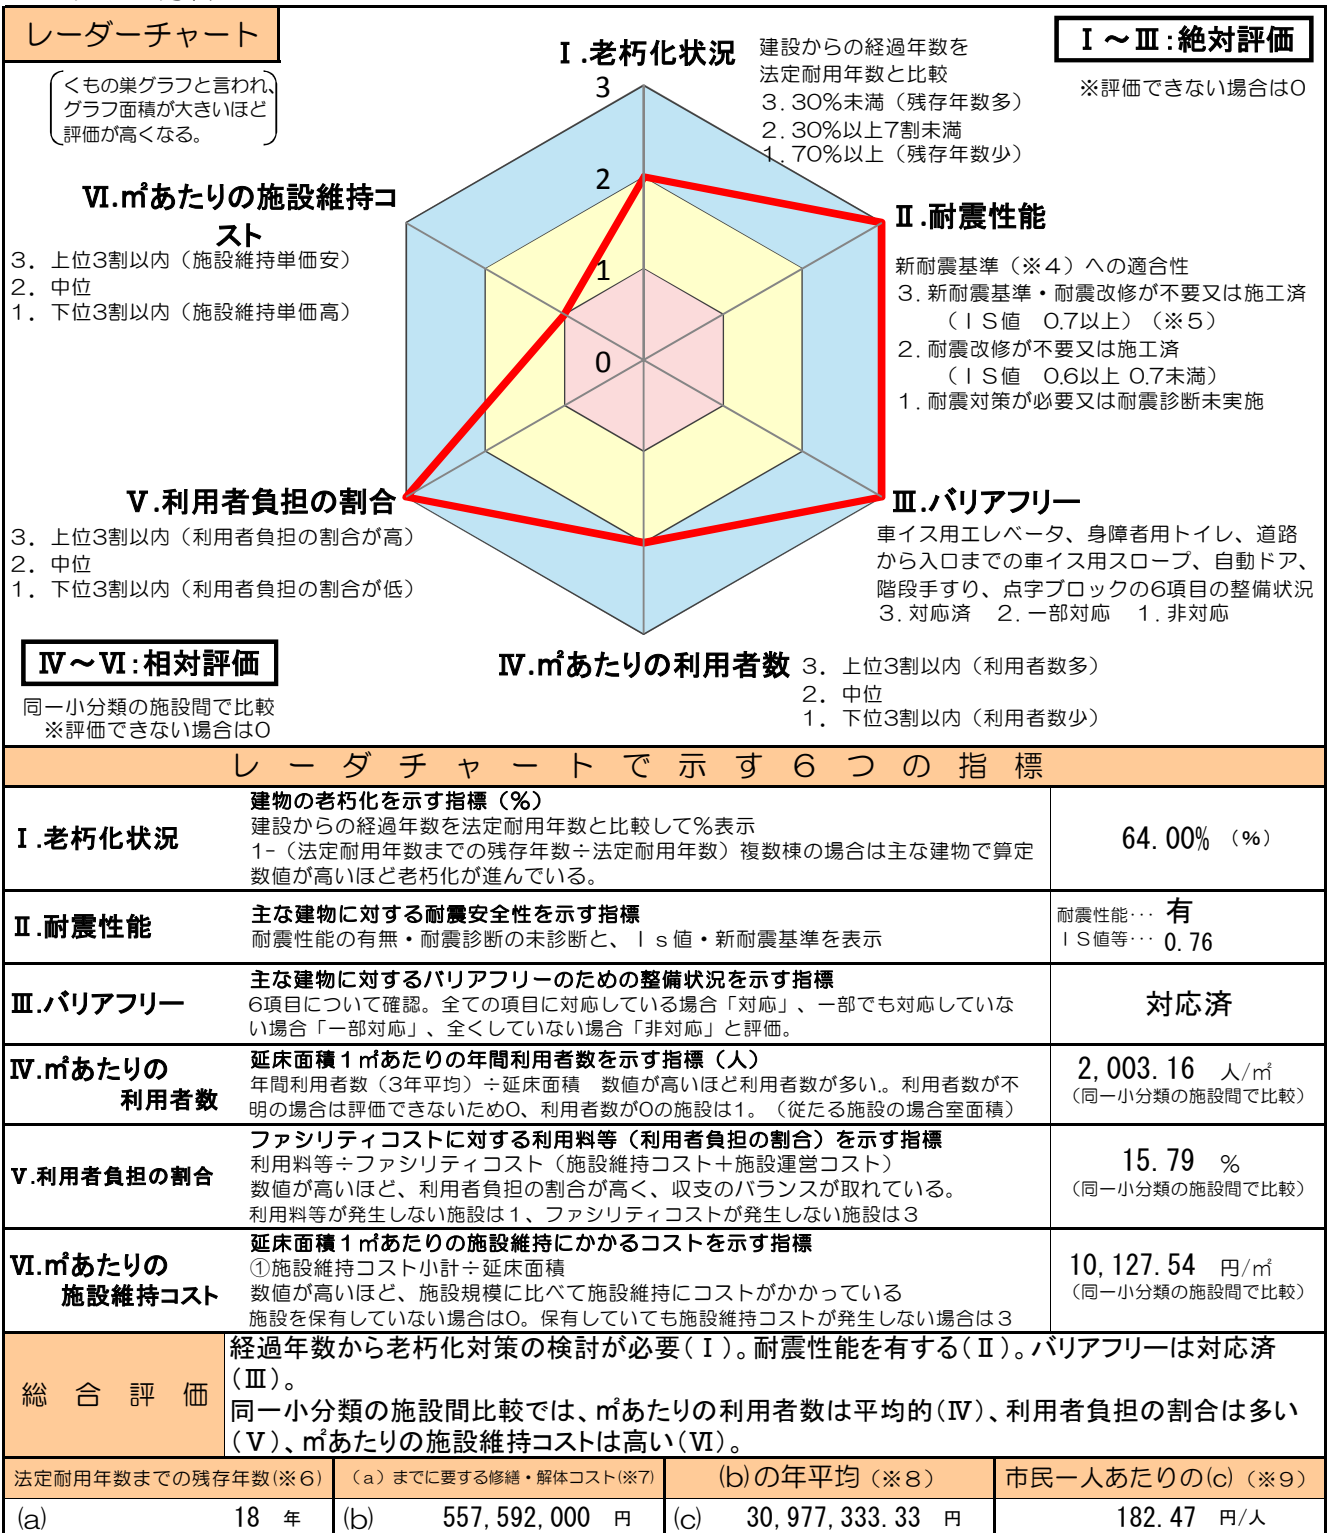 レーダーチャート
くもの巣グラフと言われ、
グラフ面積が大きいほど
評価が高くなる。
Ⅰ.老朽化状況
建設からの経過年数を
法定耐用年数と比較
3.30%未満（残存年数多）
2.30%以上7割未満
1.70%以上（残存年数少）
Ⅰ～Ⅲ:絶対評価
※評価できない場合は0
3
2
1
0
Ⅱ.耐震性能
新耐震基準（※4）への適合性
3.新耐震基準・耐震改修が不要又は施工済
（ＩＳ値　0.7以上）（※5）
2.耐震改修が不要又は施工済
（ＩＳ値　0.6以上 0.7未満）
1.耐震対策が必要又は耐震診断未実施
Ⅲ.バリアフリー
車イス用エレベータ、身障者用トイレ、道路
から入口までの車イス用スロープ、自動ドア、
階段手すり、点字ブロックの6項目の整備状況
3.対応済　2.一部対応　1.非対応
Ⅳ.㎡あたりの利用者数
3．上位3割以内（利用者数多）
2．中位
1．下位3割以内（利用者数少）
Ⅴ.利用者負担の割合
3．上位3割以内（利用者負担の割合が高）
2．中位
1．下位3割以内（利用者負担の割合が低）
Ⅵ.㎡あたりの施設維持コ
スト
3．上位3割以内（施設維持単価安）
2．中位
1．下位3割以内（施設維持単価高）
Ⅳ～Ⅵ:相対評価
同一小分類の施設間で比較
※評価できない場合は0
レーダチャートで示す6つの指標
Ⅰ.老朽化状況
建物の老朽化を示す指標（%）
建設からの経過年数を法定耐用年数と比較して%表示
1-（法定耐用年数までの残存年数÷法定耐用年数）複数棟の場合は主な建物で算定
数値が高いほど老朽化が進んでいる。
64.00% （%）
Ⅱ.耐震性能
主な建物に対する耐震安全性を示す指標
耐震性能の有無・耐震診断の未診断と、Ｉｓ値・新耐震基準を表示
耐震性能… 有
ＩＳ値等… 0.76
Ⅲ.バリアフリー
主な建物に対するバリアフリーのための整備状況を示す指標
6項目について確認。全ての項目に対応している場合「対応」、一部でも対応していな
い場合「一部対応」、全くしていない場合「非対応」と評価。
対応済
Ⅳ.㎡あたりの
利用者数
延床面積１㎡あたりの年間利用者数を示す指標（人）
年間利用者数（3年平均）÷延床面積　数値が高いほど利用者数が多い。利用者数が不
明の場合は評価できないため0、利用者数が0の施設は1。（従たる施設の場合室面積）
2,003.16 人/㎡
（同一小分類の施設間で比較）
Ⅴ.利用者負担の割合
ファシリティコストに対する利用料等（利用者負担の割合）を示す指標
利用料等÷ファシリティコスト（施設維持コスト＋施設運営コスト）
数値が高いほど、利用者負担の割合が高く、収支のバランスが取れている。
利用料等が発生しない施設は１、ファシリティコストが発生しない施設は３
15.79 %
（同一小分類の施設間で比較）
Ⅵ.㎡あたりの
施設維持コスト
延床面積１㎡あたりの施設維持にかかるコストを示す指標
①施設維持コスト小計÷延床面積
数値が高いほど、施設規模に比べて施設維持にコストがかかっている
施設を保有していない場合は0。保有していても施設維持コストが発生しない場合は３
10,127.54 円/㎡
（同一小分類の施設間で比較）
総合評価
経過年数から老朽化対策の検討が必要(Ⅰ)。耐震性能を有する(Ⅱ)。バリアフリーは対応済
(Ⅲ)。
同一小分類の施設間比較では、㎡あたりの利用者数は平均的(Ⅳ)、利用者負担の割合は多い
(Ⅴ)、㎡あたりの施設維持コストは高い(Ⅵ)。
法定耐用年数までの残存年数(※6)
（a）までに要する修繕・解体コスト(※7)
(b)の年平均（※8）
市民一人あたりの(c)（※9）
(a) 18 年
(b) 557,592,000 円
(c) 30,977,333.33 円
182.47 円/人